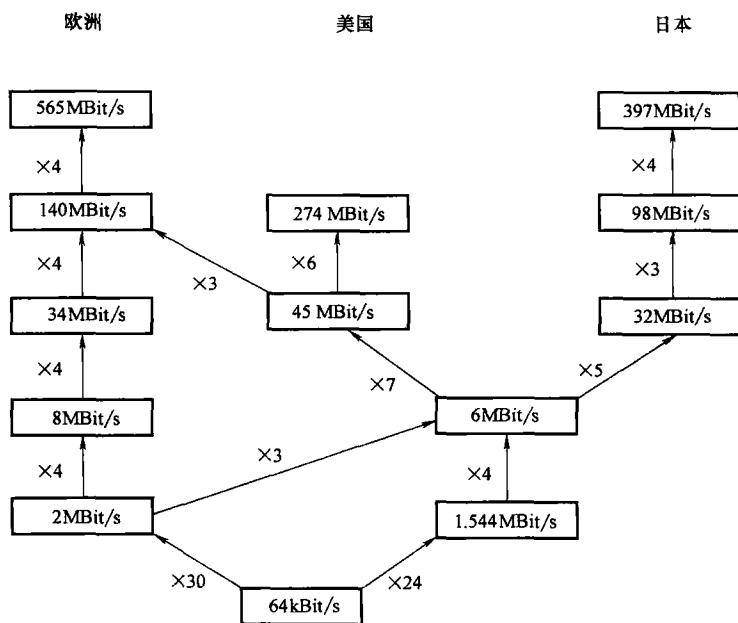 欧洲 美国 日本
565MBit/s 397MBit/s
×4 ×4
140MBit/s 274 MBit/s 98MBit/s
×4 ×3 ×6 ×3
34MBit/s 45 MBit/s 32MBit/s
×4 ×7 ×5
8MBit/s 6MBit/s
×4 ×3 ×4
2MBit/s 1.544MBit/s
×30 ×24
64kBit/s